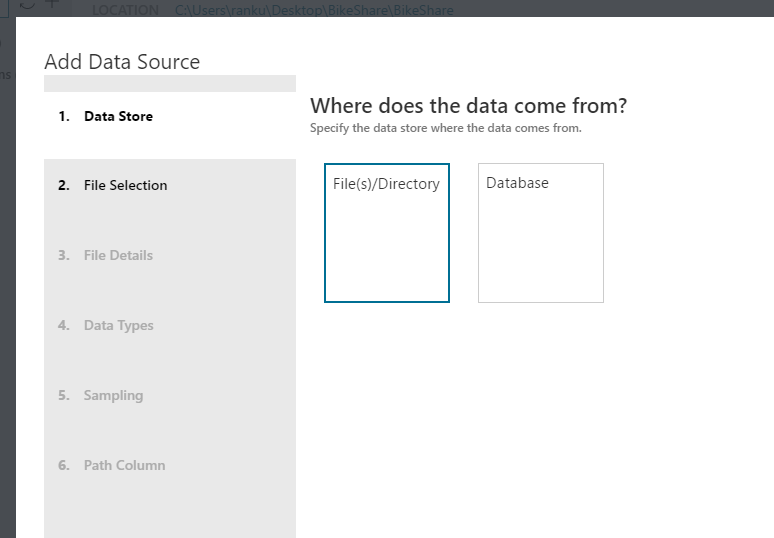 LOCATION C:\Users\ranku\Desktop\BikeShare\BikeShare
Add Data Source
1. Data Store
2. File Selection
3. File Details
4. Data Types
5. Sampling
6. Path Column
Where does the data come from?
Specify the data store where the data comes from.
File(s)/Directory
Database